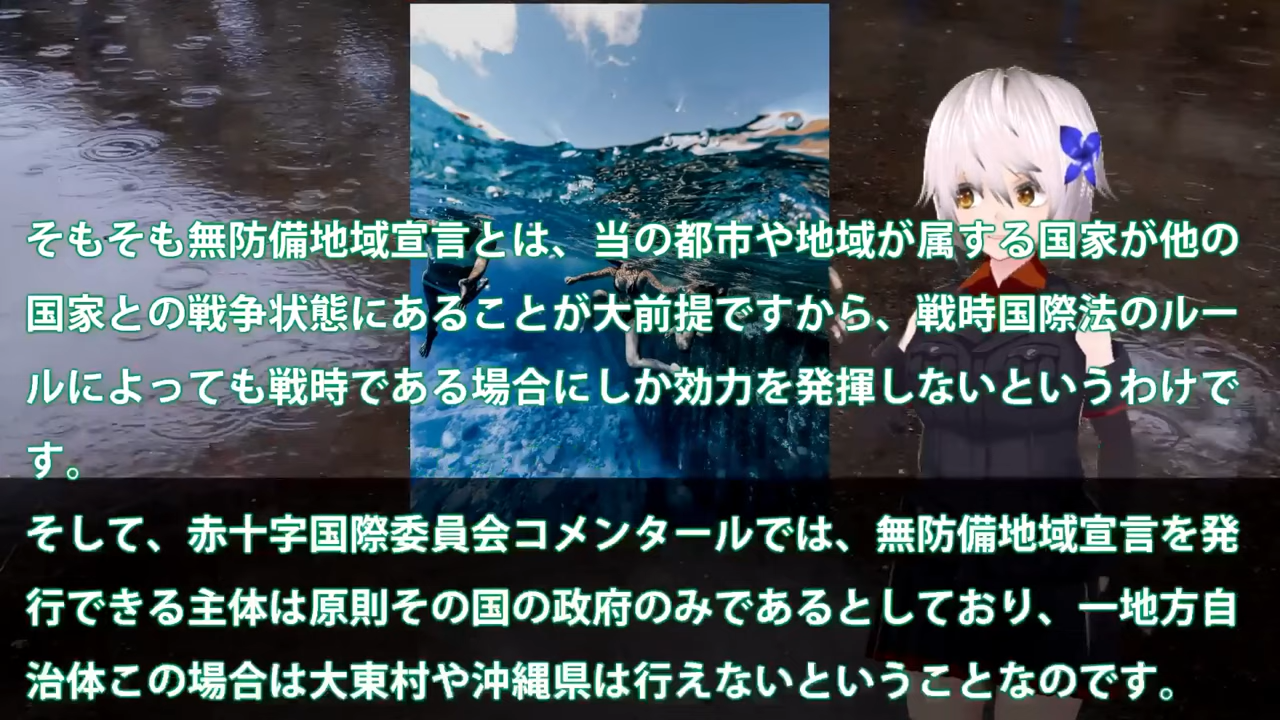 そもそも無防備地域宣言とは、当の都市や地域が属する国家が他の
国家との戦争状態にあることが大前提ですから、戦時国際法のルー
ルによっても戦時である場合にしか効力を発揮しないというわけで
す。
そして、赤十字国際委員会コメンタールでは、無防備地域宣言を発
行できる主体は原則その国の政府のみであるとしており、一地方自
治体この場合は大東村や沖縄県は行えないということなのです。